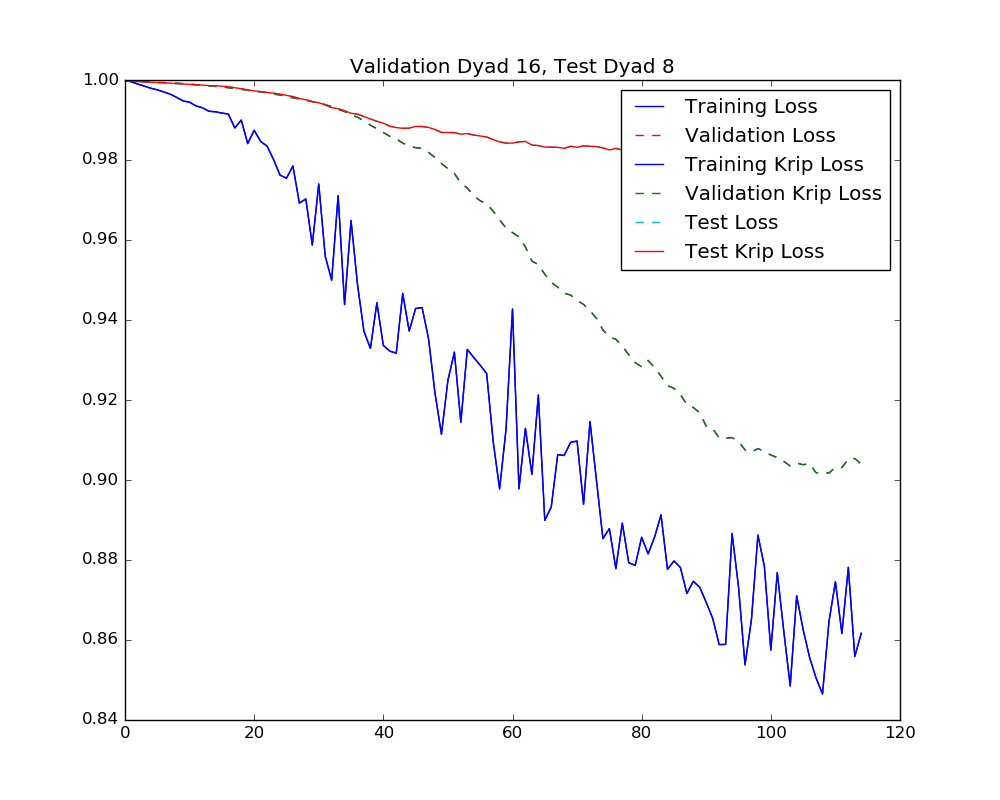 Validation Dyad 16, Test Dyad 8
1.00
0.98
0.96
0.94
0.92
0.90
0.88
0.86
0.84
Training Loss
Validation Loss
Training Krip Loss
Validation Krip Loss
Test Loss
Test Krip Loss
0 20 40 60 80 100 120